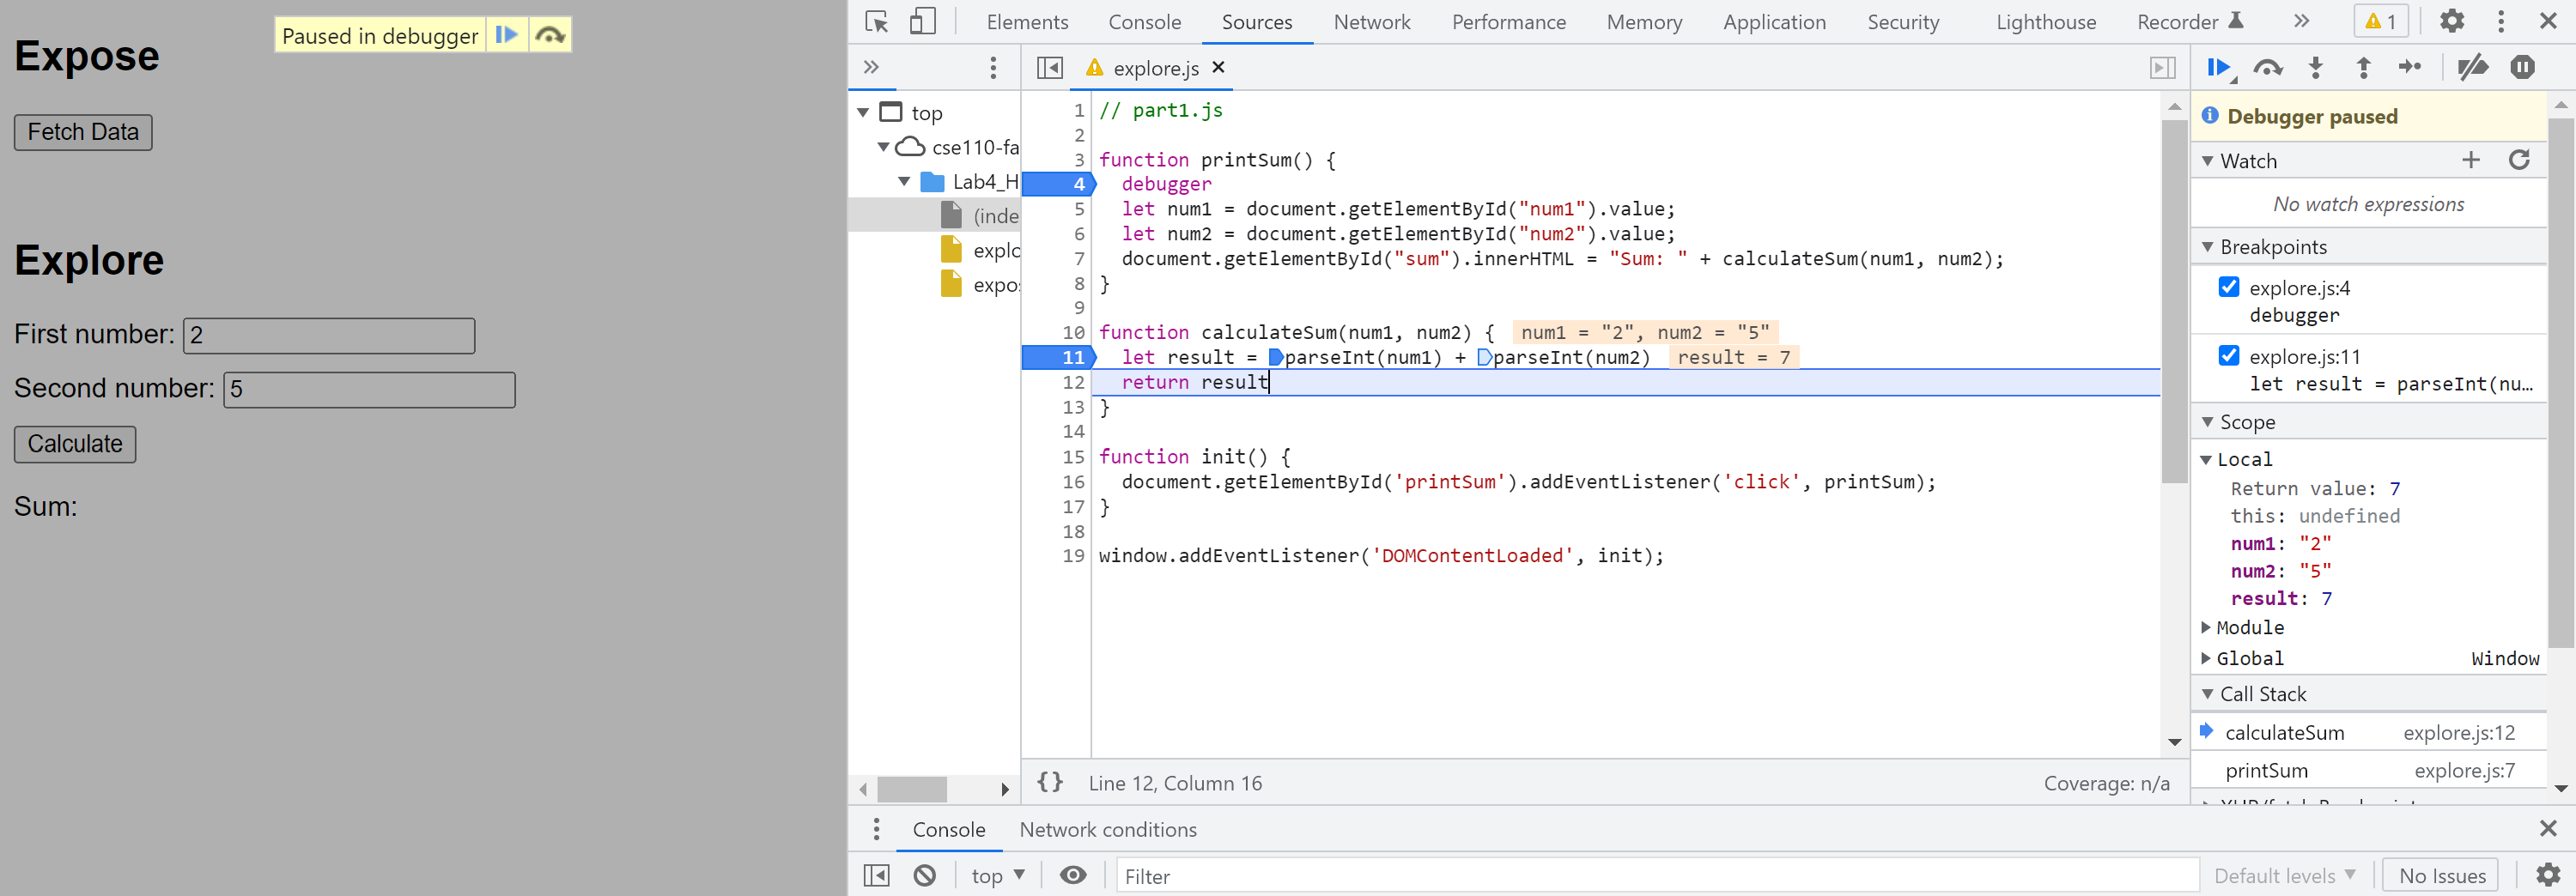 Expose
Paused in debugger
Fetch Data
Explore
First number: 2
Second number: 5
Calculate
Sum:
Elements Console Sources Network Performance Memory Application Security Lighthouse Recorder 1
explore.js
top
cse110-fa
Lab4_H
(inde
explo
expo
1 // part1.js
2
3 function printSum() {
4 debugger
5 let num1 = document.getElementById("num1").value;
6 let num2 = document.getElementById("num2").value;
7 document.getElementById("sum").innerHTML = "Sum: " + calculateSum(num1, num2);
8 }
9
10 function calculateSum(num1, num2) { num1 = "2", num2 = "5"
11 let result = parseInt(num1) + parseInt(num2) result = 7
12 return result
13 }
14
15 function init() {
16 document.getElementById('printSum').addEventListener('click', printSum);
17 }
18
19 window.addEventListener('DOMContentLoaded', init);
{} Line 12, Column 16 Coverage: n/a
Debugger paused
Watch
No watch expressions
Breakpoints
explore.js:4
debugger
explore.js:11
let result = parseInt(nu…
Scope
Local
Return value: 7
this: undefined
num1: "2"
num2: "5"
result: 7
Module
Global Window
Call Stack
calculateSum explore.js:12
printSum explore.js:7
Console Network conditions
top Filter Default levels No Issues